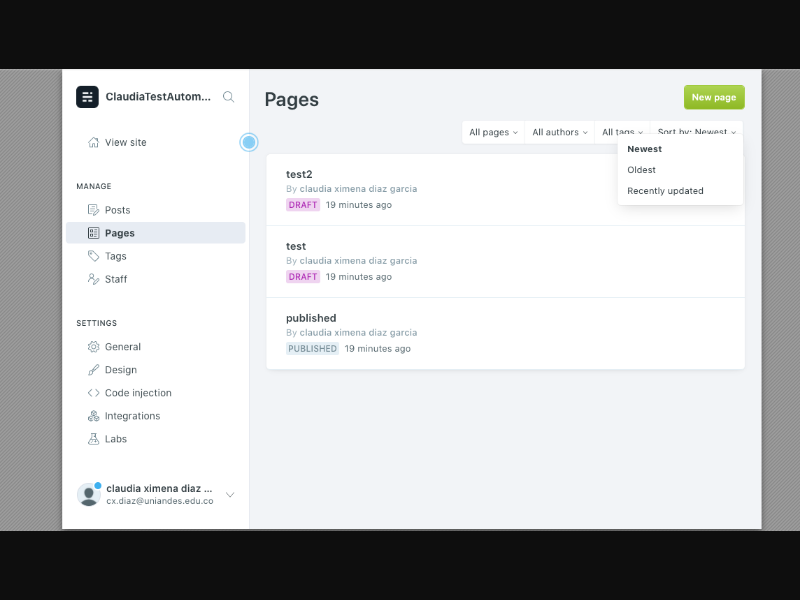 ClaudiaTestAutom...
View site
MANAGE
Posts
Pages
Tags
Staff
SETTINGS
General
Design
Code injection
Integrations
Labs
claudia ximena diaz ...
cx.diaz@uniandes.edu.co
Pages
New page
All pages
All authors
All tags
Sort by: Newest
Newest
Oldest
Recently updated
test2
By claudia ximena diaz garcia
DRAFT 19 minutes ago
test
By claudia ximena diaz garcia
DRAFT 19 minutes ago
published
By claudia ximena diaz garcia
PUBLISHED 19 minutes ago